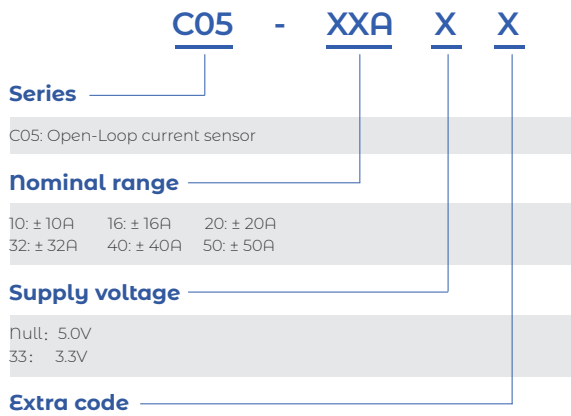 C05 - XXA X X
Series
C05: Open-Loop current sensor
Nominal range
10: ± 10A 16: ± 16A 20: ± 20A
32: ± 32A 40: ± 40A 50: ± 50A
Supply voltage
Null: 5.0V
33: 3.3V
Extra code